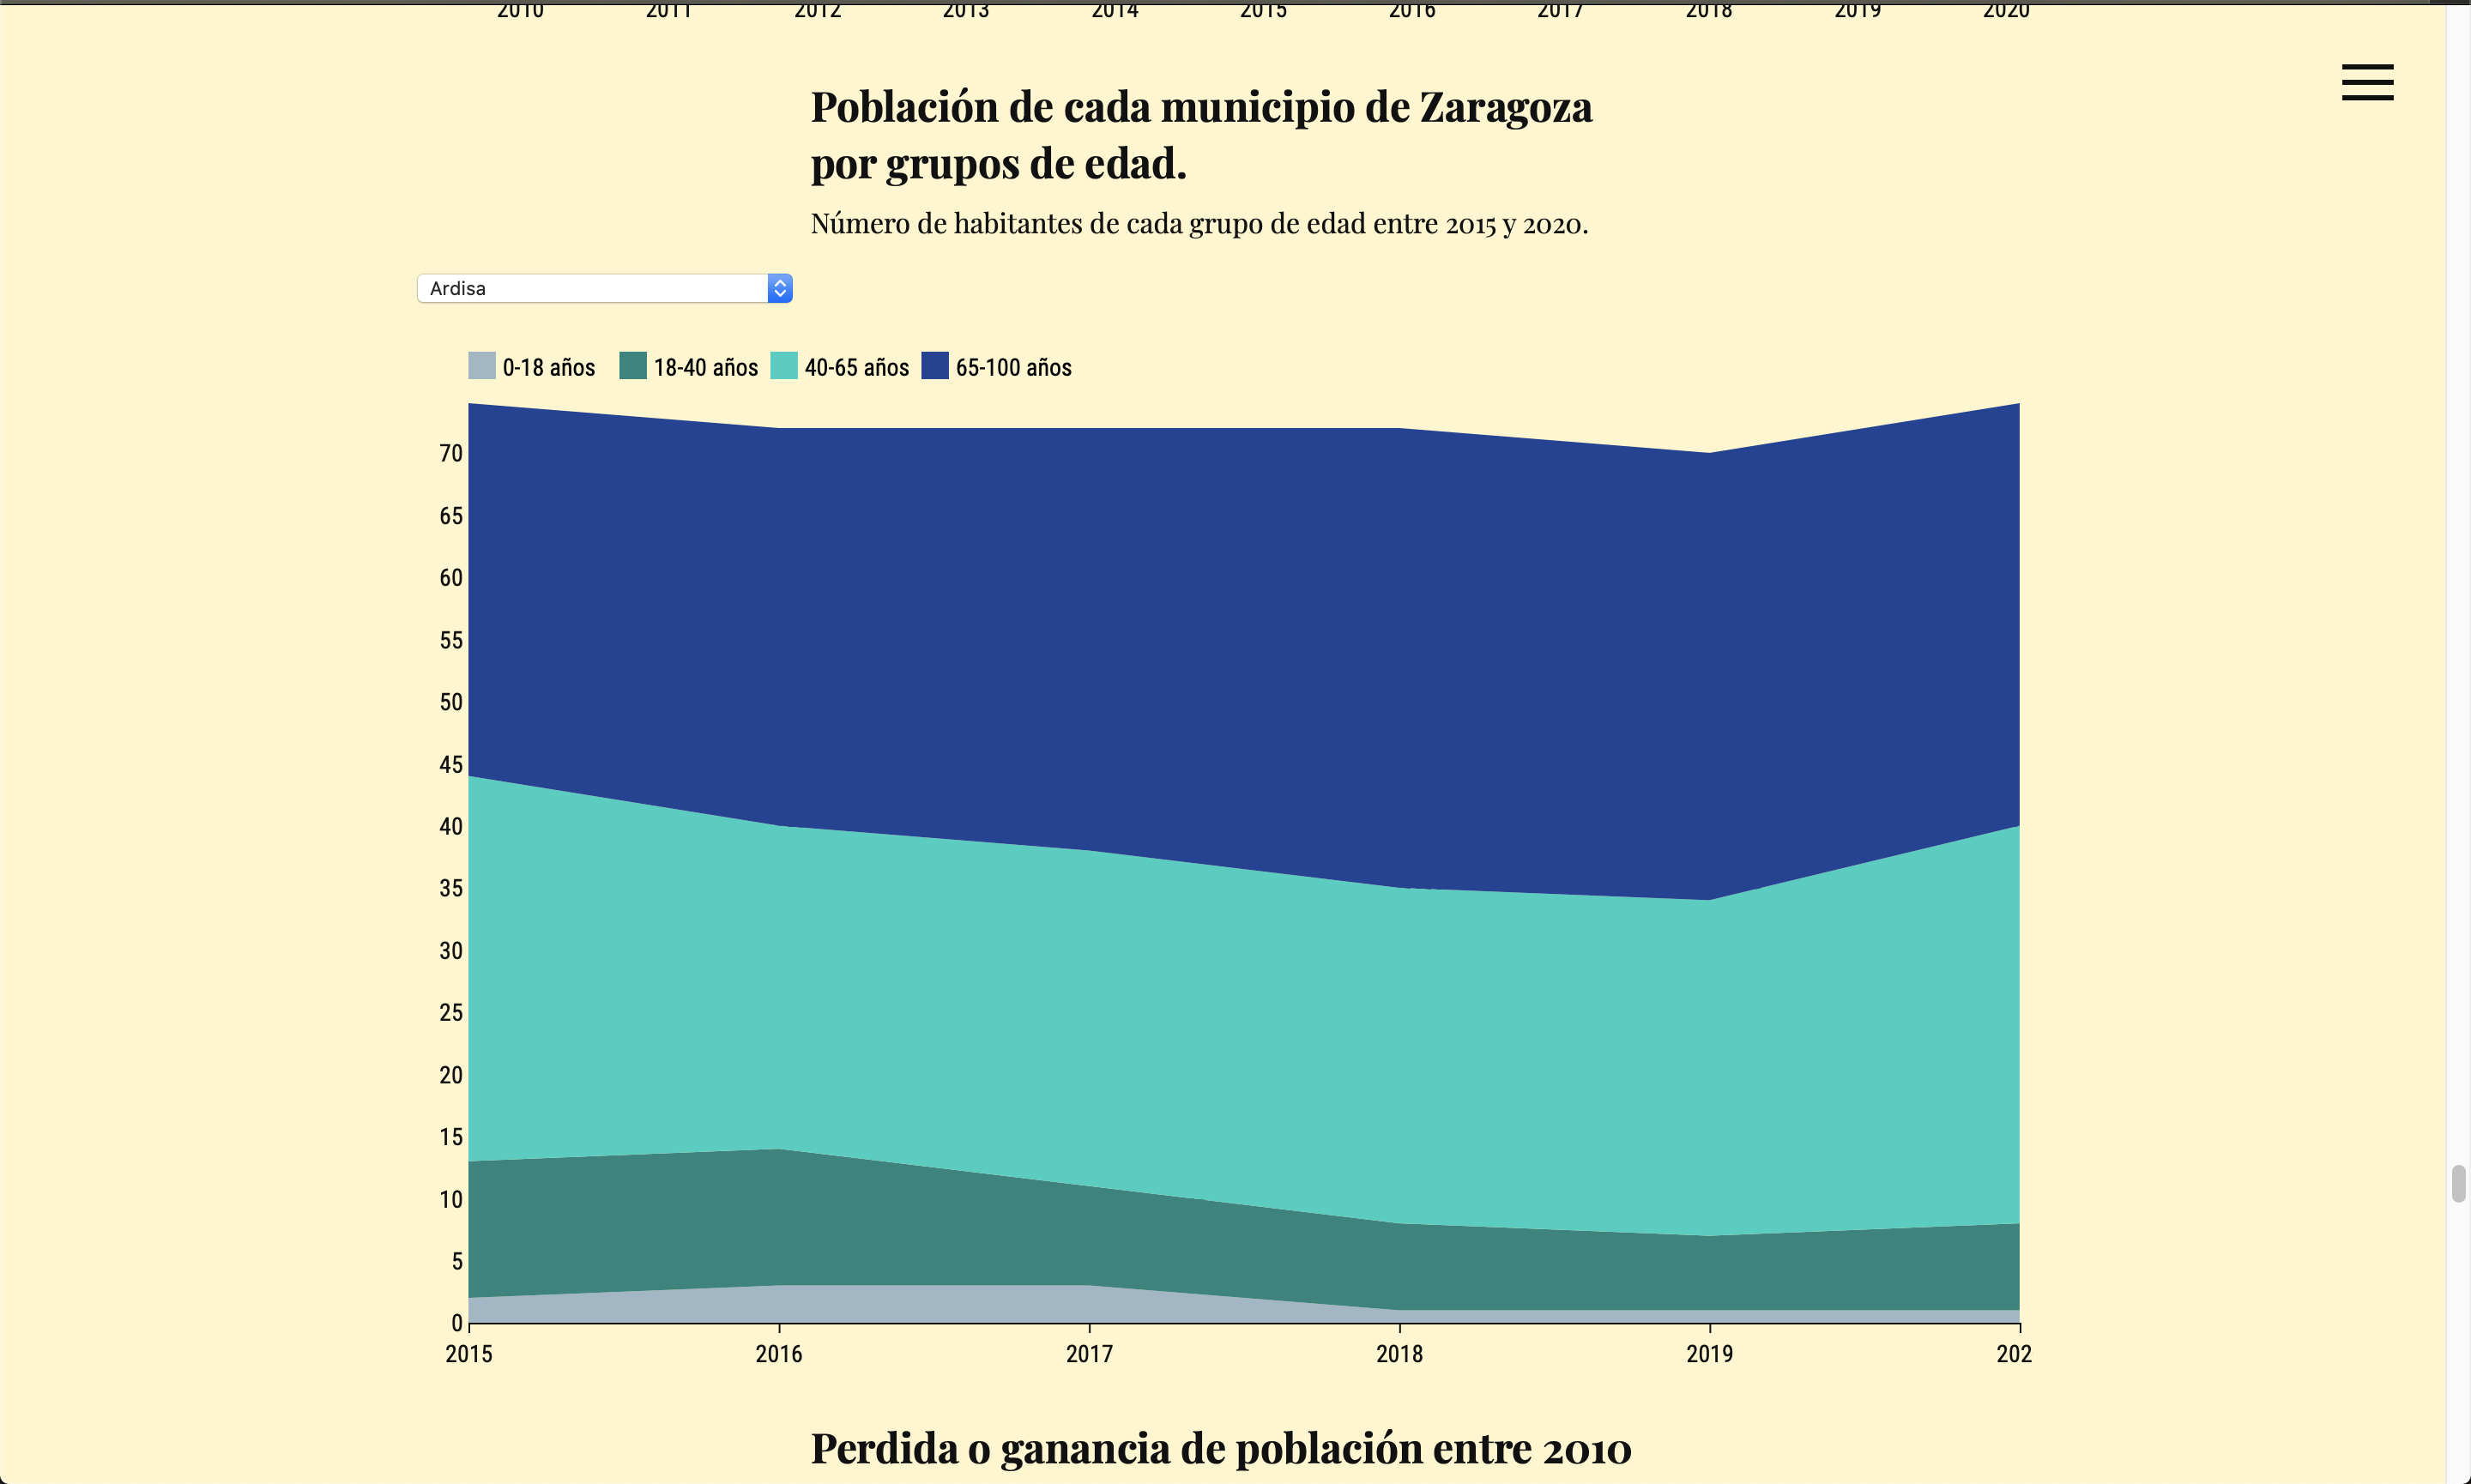 2010 2011 2012 2013 2014 2015 2016 2017 2018 2019 2020
Población de cada municipio de Zaragoza
por grupos de edad.
Número de habitantes de cada grupo de edad entre 2015 y 2020.
Ardisa
0-18 años 18-40 años 40-65 años 65-100 años
70
65
60
55
50
45
40
35
30
25
20
15
10
5
0
2015 2016 2017 2018 2019 202
Perdida o ganancia de población entre 2010